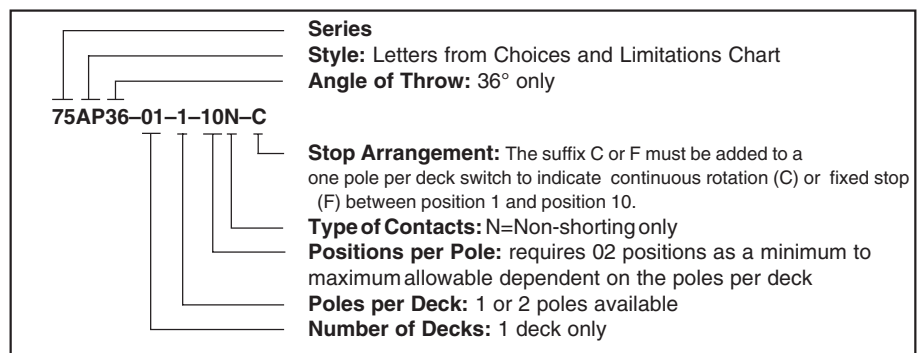 Series
Style: Letters from Choices and Limitations Chart
Angle of Throw: 36° only
75AP36–01–1–10N–C
Stop Arrangement: The suffix C or F must be added to a
one pole per deck switch to indicate continuous rotation (C) or fixed stop
(F) between position 1 and position 10.
Type of Contacts: N=Non-shorting only
Positions per Pole: requires 02 positions as a minimum to
maximum allowable dependent on the poles per deck
Poles per Deck: 1 or 2 poles available
Number of Decks: 1 deck only